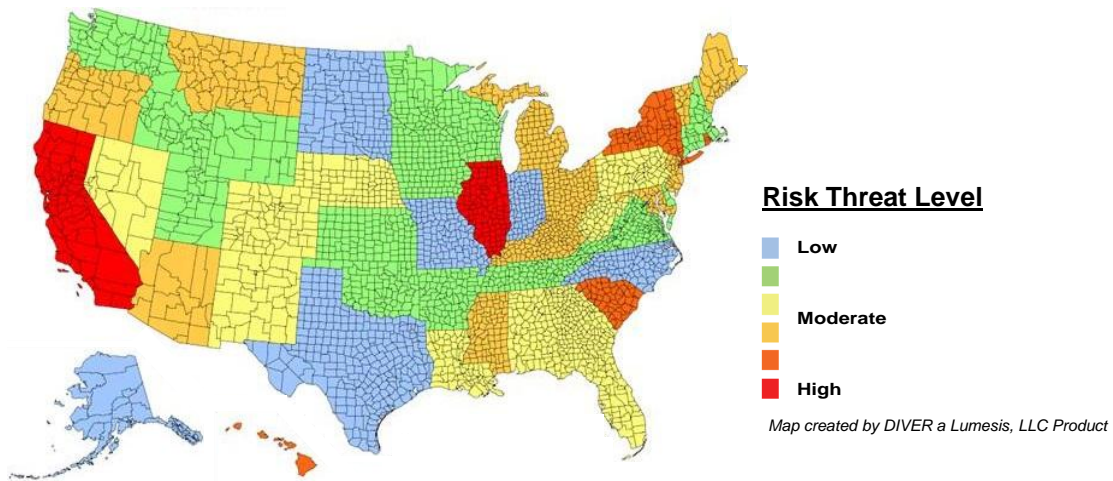 Risk Threat Level
Low
Moderate
High
Map created by DIVER a Lumesis, LLC Product